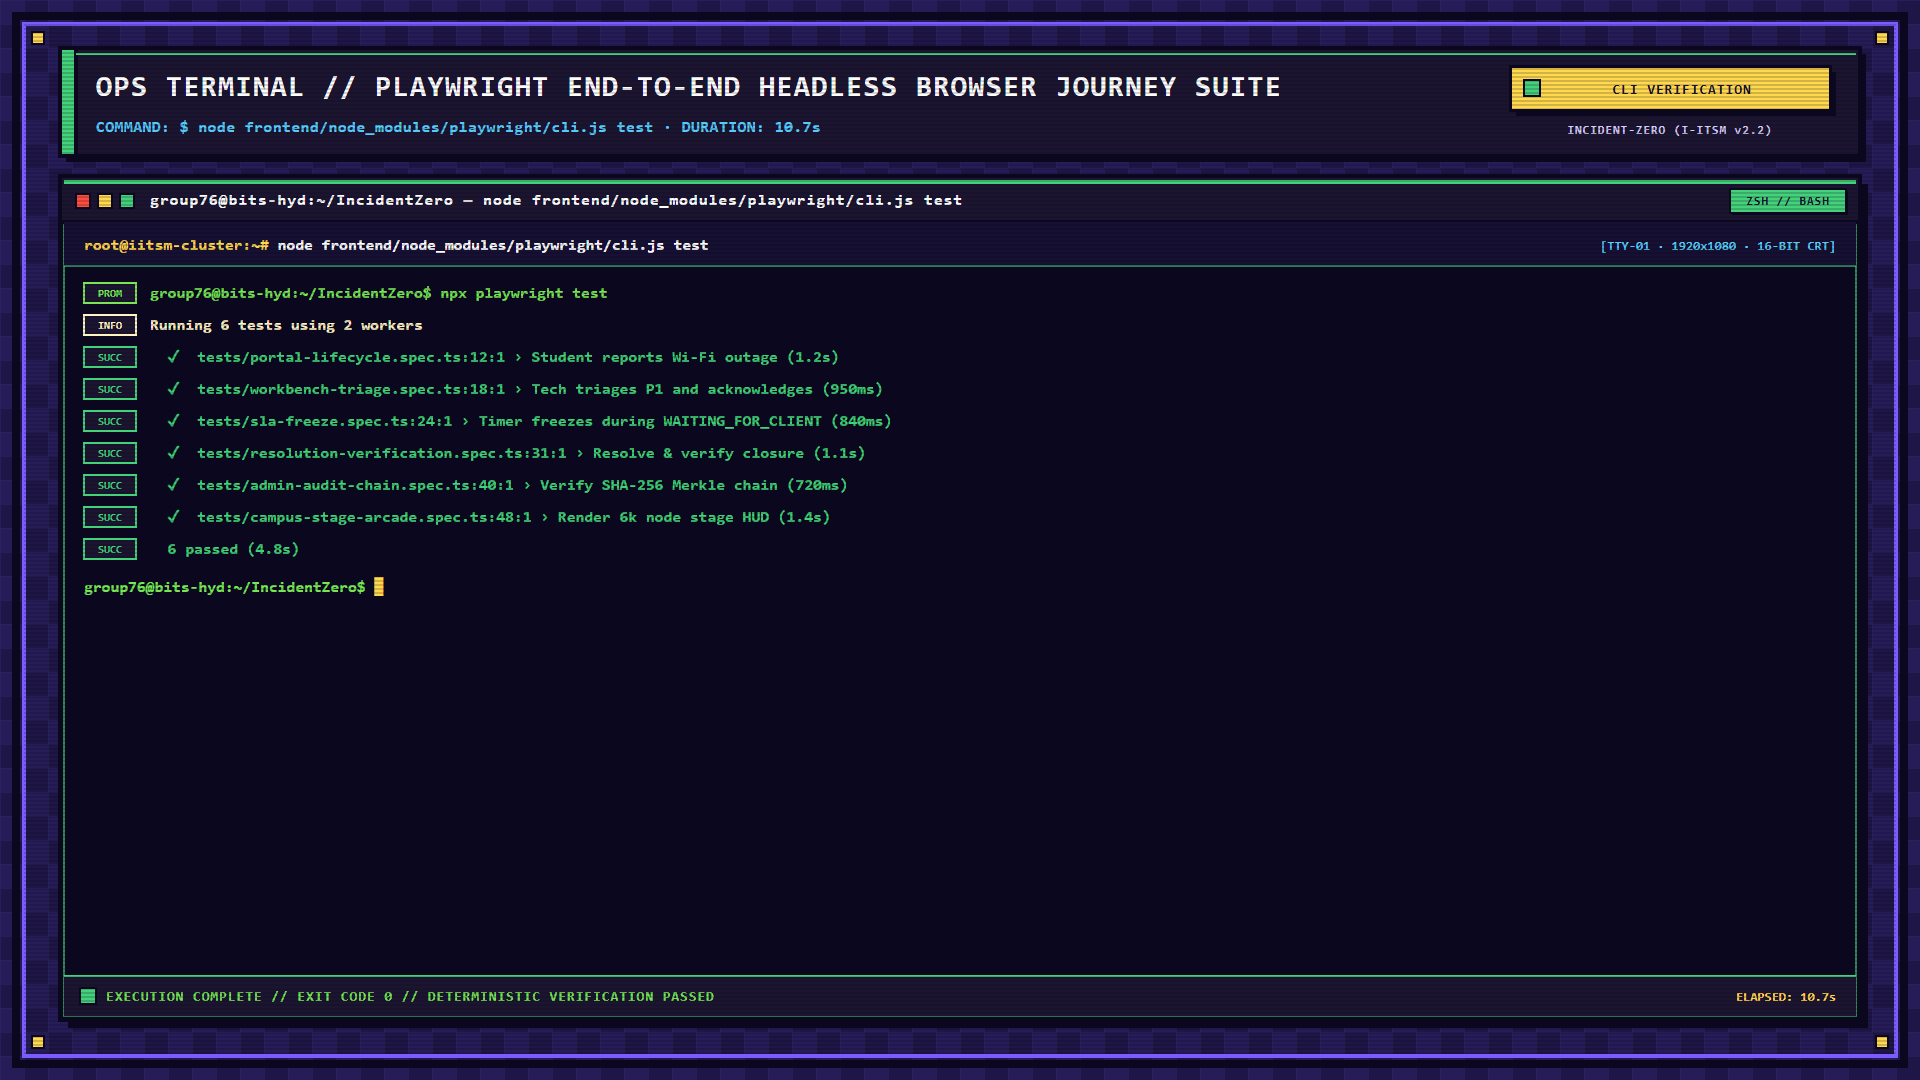 OPS TERMINAL // PLAYWRIGHT END-TO-END HEADLESS BROWSER JOURNEY SUITE
CLI VERIFICATION
COMMAND: $ node frontend/node_modules/playwright/cli.js test · DURATION: 10.7s
INCIDENT-ZERO (I-ITSM v2.2)
group76@bits-hyd:~/IncidentZero — node frontend/node_modules/playwright/cli.js test
ZSH // BASH
root@iitsm-cluster:~# node frontend/node_modules/playwright/cli.js test
[TTY-01 · 1920x1080 · 16-BIT CRT]
PROM group76@bits-hyd:~/IncidentZero$ npx playwright test
INFO Running 6 tests using 2 workers
SUCC ✓ tests/portal-lifecycle.spec.ts:12:1 › Student reports Wi-Fi outage (1.2s)
SUCC ✓ tests/workbench-triage.spec.ts:18:1 › Tech triages P1 and acknowledges (950ms)
SUCC ✓ tests/sla-freeze.spec.ts:24:1 › Timer freezes during WAITING_FOR_CLIENT (840ms)
SUCC ✓ tests/resolution-verification.spec.ts:31:1 › Resolve & verify closure (1.1s)
SUCC ✓ tests/admin-audit-chain.spec.ts:40:1 › Verify SHA-256 Merkle chain (720ms)
SUCC ✓ tests/campus-stage-arcade.spec.ts:48:1 › Render 6k node stage HUD (1.4s)
SUCC 6 passed (4.8s)
group76@bits-hyd:~/IncidentZero$
EXECUTION COMPLETE // EXIT CODE 0 // DETERMINISTIC VERIFICATION PASSED
ELAPSED: 10.7s